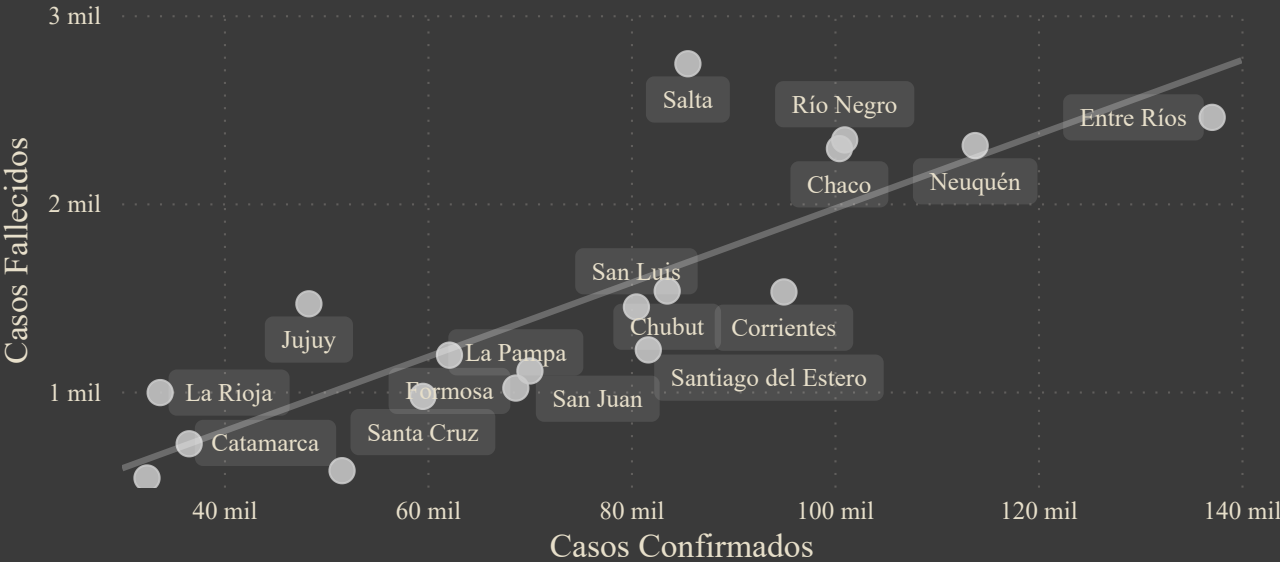 3 mil
Salta
Río Negro
Entre Ríos
Chaco
Neuquén
2 mil
Casos Fallecidos
San Luis
Chubut
Corrientes
Jujuy
La Pampa
Santiago del Estero
1 mil
La Rioja
Formosa
San Juan
Santa Cruz
Catamarca
40 mil
60 mil
80 mil
100 mil
120 mil
140 mil
Casos Confirmados